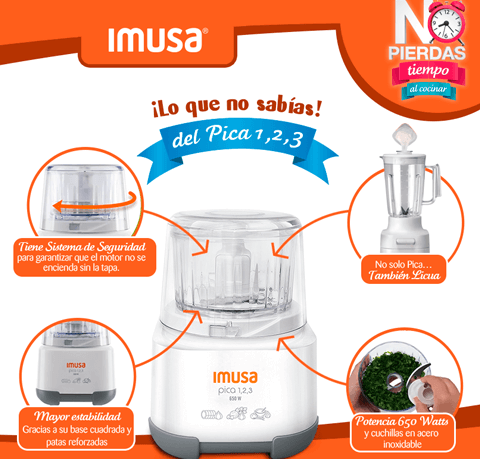 IMUSA®
NO
PIERDAS
tiempo
al cocinar
¡Lo que no sabías!
del Pica 1,2,3
Tiene Sistema de Seguridad
para garantizar que el motor no se
encienda sin la tapa.
No solo Pica...
También Licua
IMUSA
IMUSA
pica 1,2,3
650 W
Mayor estabilidad
Gracias a su base cuadrada y
patas reforzadas
Potencia 650 Watts
y cuchillas en acero
inoxidable